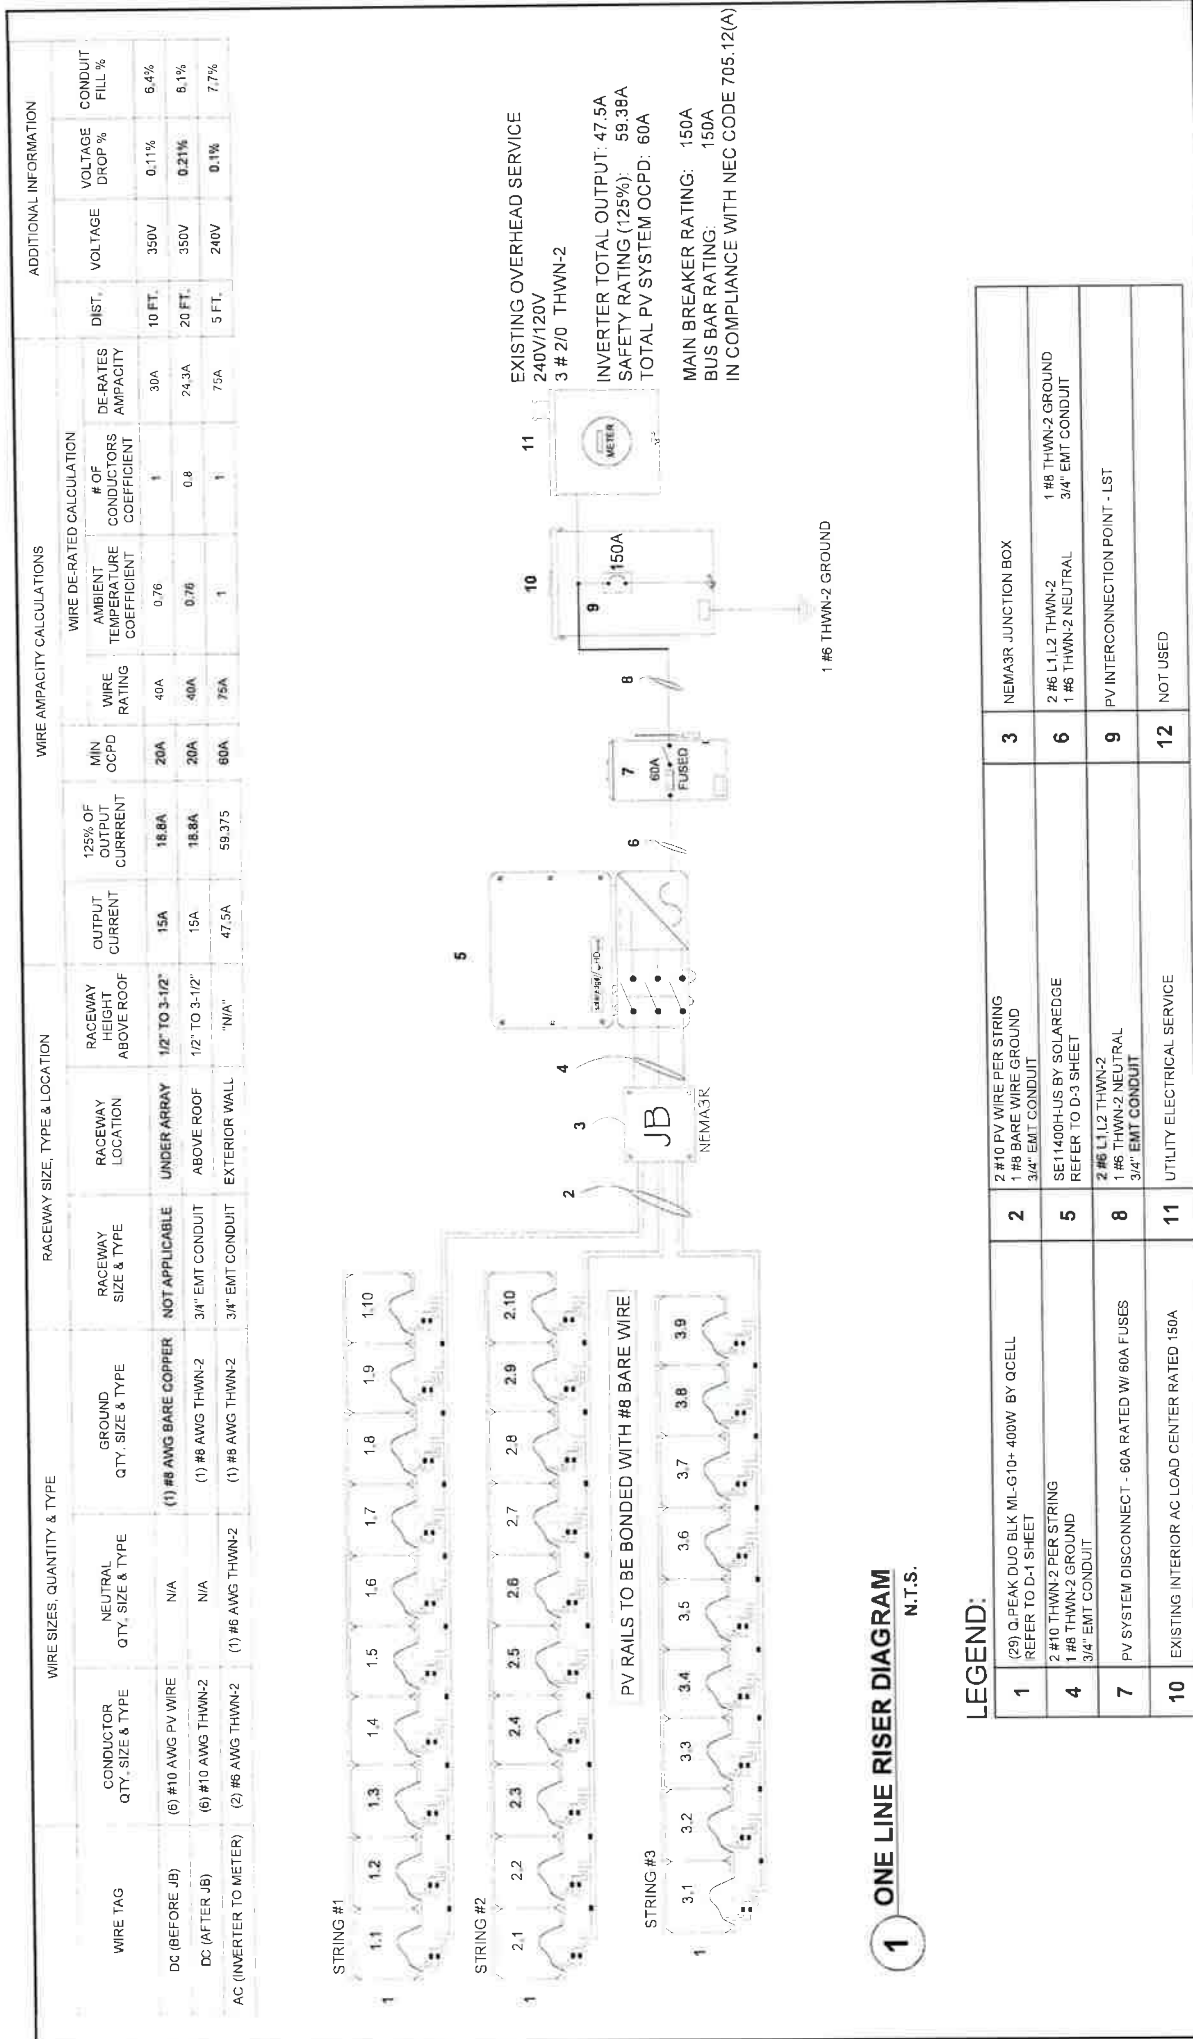 WIRE SIZES, QUANTITY & TYPE
RACEWAY SIZE, TYPE & LOCATION
WIRE AMPACITY CALCULATIONS
ADDITIONAL INFORMATION
WIRE DE-RATED CALCULATION
WIRE TAG
CONDUCTOR
QTY. SIZE & TYPE
NEUTRAL
QTY. SIZE & TYPE
GROUND
QTY. SIZE & TYPE
RACEWAY
SIZE & TYPE
RACEWAY
LOCATION
RACEWAY
HEIGHT
ABOVE ROOF
OUTPUT
CURRENT
125% OF
OUTPUT
CURRRENT
MIN
OCPD
WIRE
RATING
AMBIENT
TEMPERATURE
COEFFICIENT
# OF
CONDUCTORS
COEFFICIENT
DE-RATES
AMPACITY
DIST.
VOLTAGE
VOLTAGE
DROP %
CONDUIT
FILL %
DC (BEFORE JB) (6) #10 AWG PV WIRE N/A (1) #8 AWG BARE COPPER NOT APPLICABLE UNDER ARRAY 1/2" TO 3-1/2" 15A 18.8A 20A 40A 0.76 1 30A 10 FT. 350V 0.11% 6.4%
DC (AFTER JB) (6) #10 AWG THWN-2 N/A (1) #8 AWG THWN-2 3/4" EMT CONDUIT ABOVE ROOF 1/2" TO 3-1/2" 15A 18.8A 20A 40A 0.76 0.8 24.3A 20 FT. 350V 0.21% 6.1%
AC (INVERTER TO METER) (2) #6 AWG THWN-2 (1) #6 AWG THWN-2 (1) #8 AWG THWN-2 3/4" EMT CONDUIT EXTERIOR WALL "N/A" 47.5A 59.375 60A 75A 1 1 75A 5 FT. 240V 0.1% 7.7%
STRING #1
1
1.1 1.2 1.3 1.4 1.5 1.6 1.7 1.8 1.9 1.10
STRING #2
1
2.1 2.2 2.3 2.4 2.5 2.6 2.7 2.8 2.9 2.10
PV RAILS TO BE BONDED WITH #8 BARE WIRE
STRING #3
1
3.1 3.2 3.3 3.4 3.5 3.6 3.7 3.8 3.9
2
3
JB
NEMA3R
4
5
solaredge HD
6
7
60A
FUSED
8
9
10
150A
1 #6 THWN-2 GROUND
11
METER
EXISTING OVERHEAD SERVICE
240V/120V
3 # 2/0 THWN-2
INVERTER TOTAL OUTPUT: 47.5A
SAFETY RATING (125%): 59.38A
TOTAL PV SYSTEM OCPD: 60A
MAIN BREAKER RATING: 150A
BUS BAR RATING: 150A
IN COMPLIANCE WITH NEC CODE 705.12(A)
1 ONE LINE RISER DIAGRAM
N.T.S.
LEGEND:
1
(29) Q.PEAK DUO BLK ML-G10+ 400W BY QCELL
REFER TO D-1 SHEET
2
2 #10 PV WIRE PER STRING
1 #8 BARE WIRE GROUND
3/4" EMT CONDUIT
3
NEMA3R JUNCTION BOX
4
2 #10 THWN-2 PER STRING
1 #8 THWN-2 GROUND
3/4" EMT CONDUIT
5
SE11400H-US BY SOLAREDGE
REFER TO D-3 SHEET
6
2 #6 L1,L2 THWN-2 1 #8 THWN-2 GROUND
1 #6 THWN-2 NEUTRAL 3/4" EMT CONDUIT
7
PV SYSTEM DISCONNECT - 60A RATED W/ 60A FUSES
8
2 #6 L1,L2 THWN-2
1 #6 THWN-2 NEUTRAL
3/4" EMT CONDUIT
9
PV INTERCONNECTION POINT - LST
10
EXISTING INTERIOR AC LOAD CENTER RATED 150A
11
UTILITY ELECTRICAL SERVICE
12
NOT USED